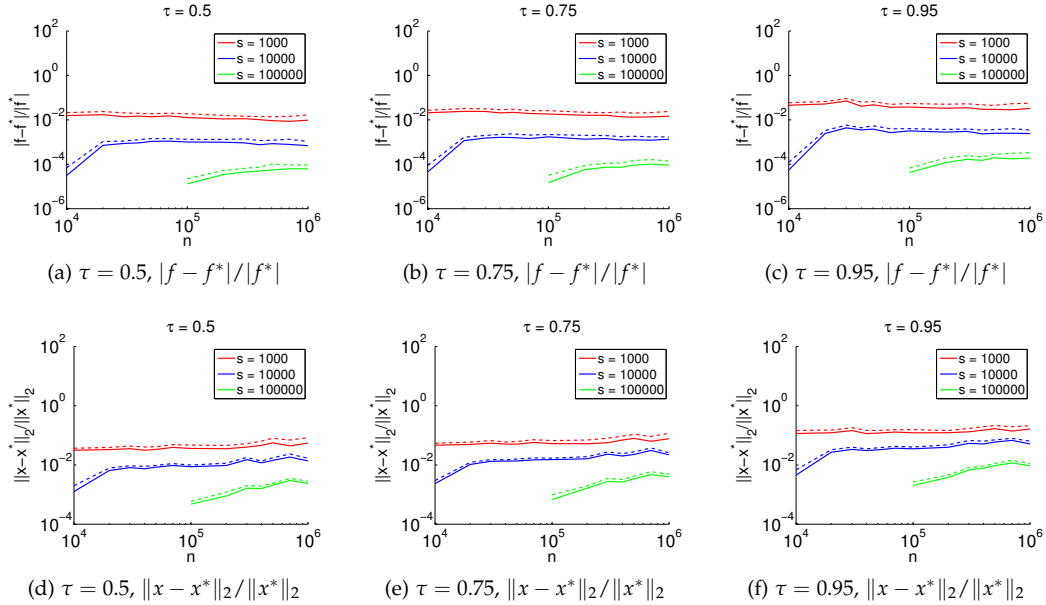 τ = 0.5
|f−f*|/|f*|
10^2
10^0
10^−2
10^−4
10^−6
s = 1000
s = 10000
s = 100000
10^4
10^5
10^6
n
(a) τ = 0.5, |f − f*|/|f*|
τ = 0.75
|f−f*|/|f*|
10^2
10^0
10^−2
10^−4
10^−6
s = 1000
s = 10000
s = 100000
10^4
10^5
10^6
n
(b) τ = 0.75, |f − f*|/|f*|
τ = 0.95
|f−f*|/|f*|
10^2
10^0
10^−2
10^−4
10^−6
s = 1000
s = 10000
s = 100000
10^4
10^5
10^6
n
(c) τ = 0.95, |f − f*|/|f*|
τ = 0.5
||x−x*||_2/||x*||_2
10^2
10^0
10^−2
10^−4
s = 1000
s = 10000
s = 100000
10^4
10^5
10^6
n
(d) τ = 0.5, ‖x − x*‖_2/‖x*‖_2
τ = 0.75
||x−x*||_2/||x*||_2
10^2
10^0
10^−2
10^−4
s = 1000
s = 10000
s = 100000
10^4
10^5
10^6
n
(e) τ = 0.75, ‖x − x*‖_2/‖x*‖_2
τ = 0.95
||x−x*||_2/||x*||_2
10^2
10^0
10^−2
10^−4
s = 1000
s = 10000
s = 100000
10^4
10^5
10^6
n
(f) τ = 0.95, ‖x − x*‖_2/‖x*‖_2